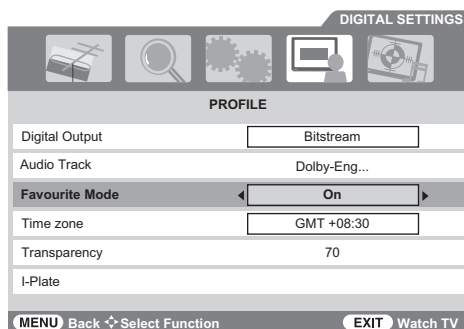 DIGITAL SETTINGS
PROFILE
Digital Output Bitstream
Audio Track Dolby-Eng...
Favourite Mode On
Time zone GMT +08:30
Transparency 70
I-Plate
MENU Back Select Function EXIT Watch TV